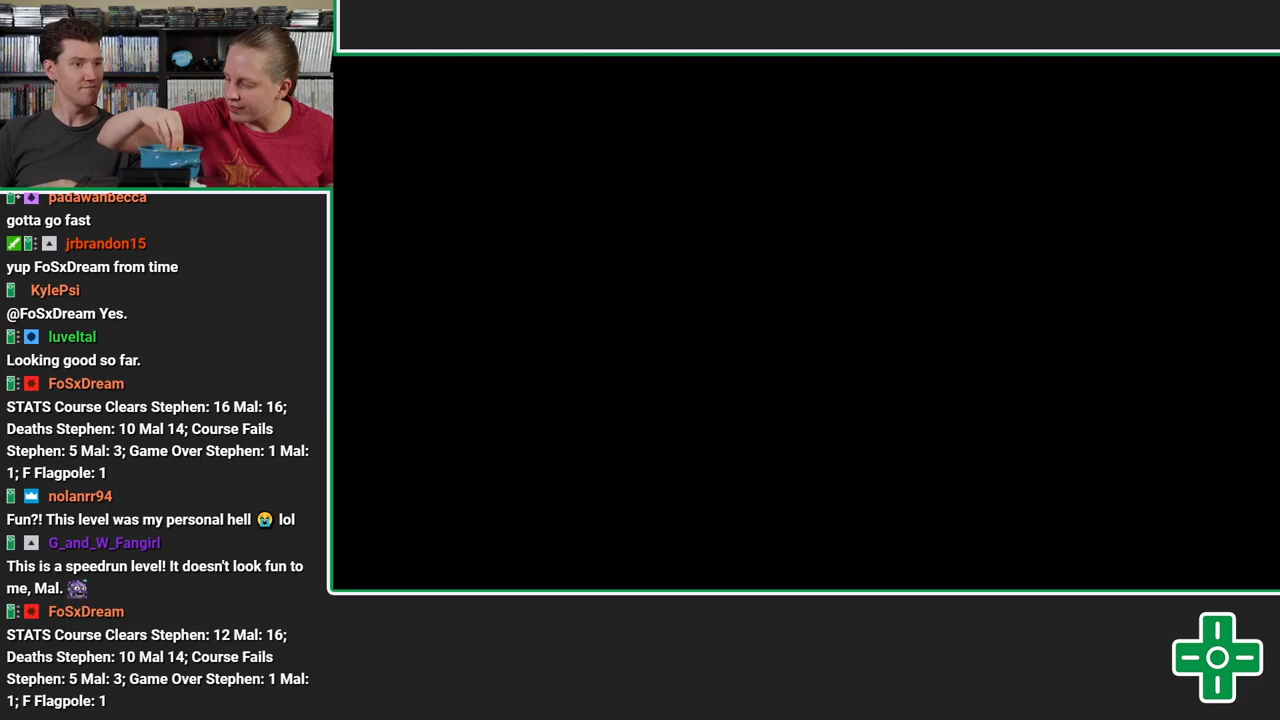 padawanbecca
gotta go fast
jrbrandon15
yup FoSxDream from time
KylePsi
@FoSxDream Yes.
luveltal
Looking good so far.
FoSxDream
STATS Course Clears Stephen: 16 Mal: 16;
Deaths Stephen: 10 Mal 14; Course Fails
Stephen: 5 Mal: 3; Game Over Stephen: 1 Mal:
1; F Flagpole: 1
nolanrr94
Fun?! This level was my personal hell 😭 lol
G_and_W_Fangirl
This is a speedrun level! It doesn't look fun to
me, Mal.
FoSxDream
STATS Course Clears Stephen: 12 Mal: 16;
Deaths Stephen: 10 Mal 14; Course Fails
Stephen: 5 Mal: 3; Game Over Stephen: 1 Mal:
1; F Flagpole: 1